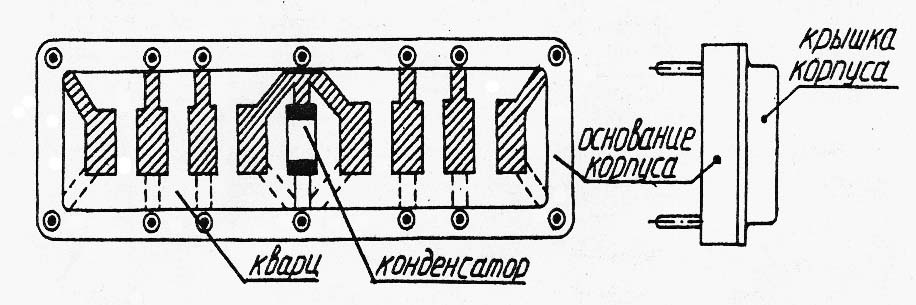 крышка
корпуса
основание
корпуса
кварц
конденсатор